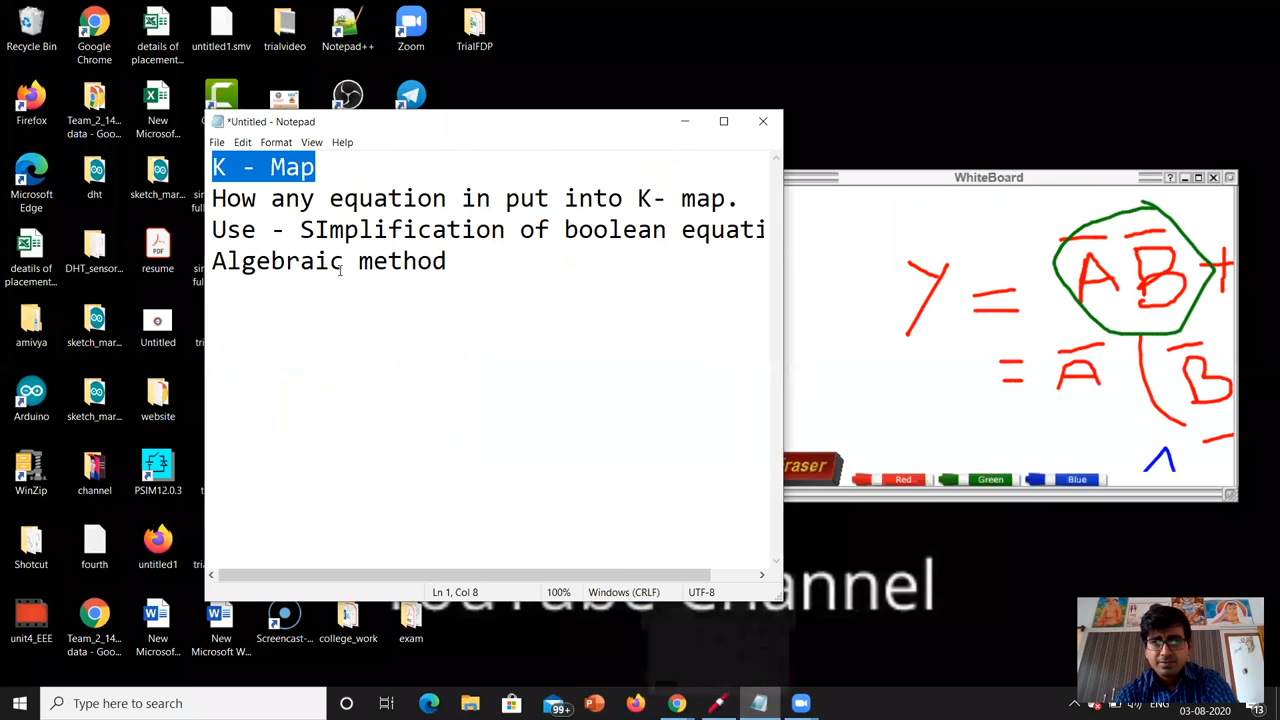 Recycle Bin
Google Chrome
details of placement...
untitled1.smv
trialvideo
Notepad++
Zoom
TrialFDP
Firefox
Team_2_14... data - Goo...
New Microsof...
*Untitled - Notepad
File Edit Format View Help
K - Map
How any equation in put into K- map.
Use - SImplification of boolean equati
Algebraic method
Ln 1, Col 8 100% Windows (CRLF) UTF-8
Microsoft Edge
dht
sketch_mar...
deatils of placement...
DHT_sensor...
resume
amivya
sketch_mar...
Untitled
Arduino
sketch_mar...
website
WinZip
channel
PSIM12.0.3
Shotcut
fourth
untitled1
unit4_EEE
Team_2_14... data - Goo...
New Microsof...
New Microsoft W...
Screencast-...
college_work
exam
WhiteBoard
Y = A̅ B̅ +
= A̅ ( B̅
Eraser Red Green Blue
YouTube Channel
Type here to search
99+
ENG
03-08-2020
13